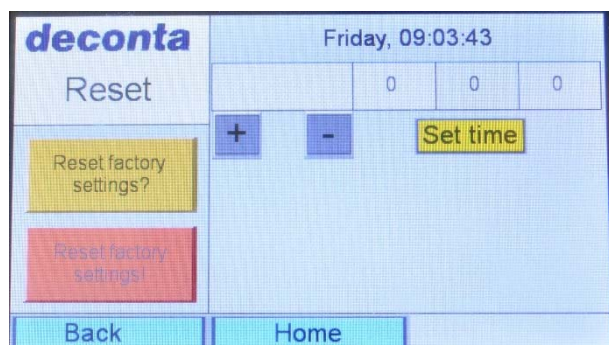 deconta
Friday, 09:03:43
Reset
0 0 0
+ - Set time
Reset factory
settings?
Reset factory
settings!
Back Home